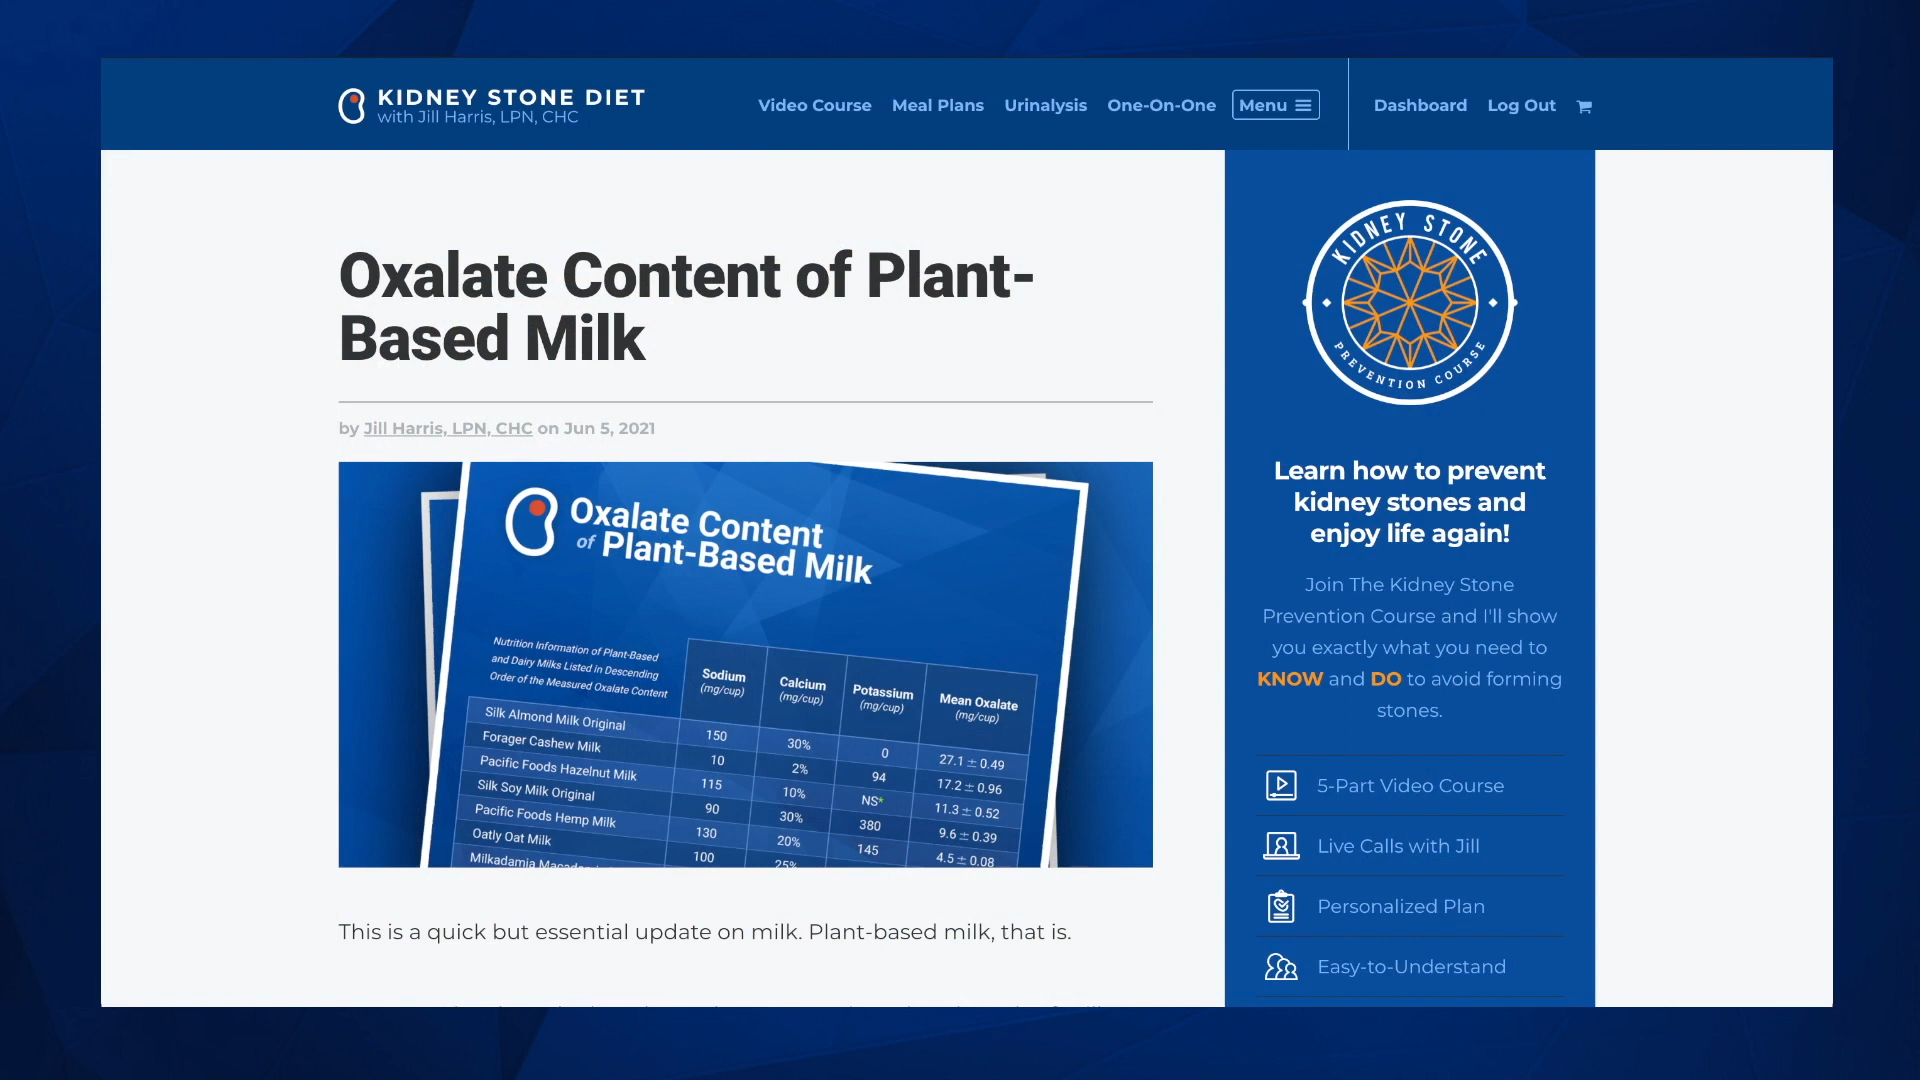 KIDNEY STONE DIET
with Jill Harris, LPN, CHC
Video Course Meal Plans Urinalysis One-On-One Menu Dashboard Log Out
Oxalate Content of Plant-
Based Milk
by Jill Harris, LPN, CHC on Jun 5, 2021
Oxalate Content
of Plant-Based Milk
Nutrition Information of Plant-Based
and Dairy Milks Listed in Descending
Order of the Measured Oxalate Content
Sodium (mg/cup) Calcium (mg/cup) Potassium (mg/cup) Mean Oxalate (mg/cup)
Silk Almond Milk Original 150 30% 0 27.1 ± 0.49
Forager Cashew Milk 10 2% 94 17.2 ± 0.96
Pacific Foods Hazelnut Milk 115 10% NS* 11.3 ± 0.52
Silk Soy Milk Original 90 30% 380 9.6 ± 0.39
Pacific Foods Hemp Milk 130 20% 145 4.5 ± 0.08
Oatly Oat Milk 100 25%
Milkadamia
This is a quick but essential update on milk. Plant-based milk, that is.
KIDNEY STONE
PREVENTION COURSE
Learn how to prevent
kidney stones and
enjoy life again!
Join The Kidney Stone
Prevention Course and I'll show
you exactly what you need to
KNOW and DO to avoid forming
stones.
5-Part Video Course
Live Calls with Jill
Personalized Plan
Easy-to-Understand